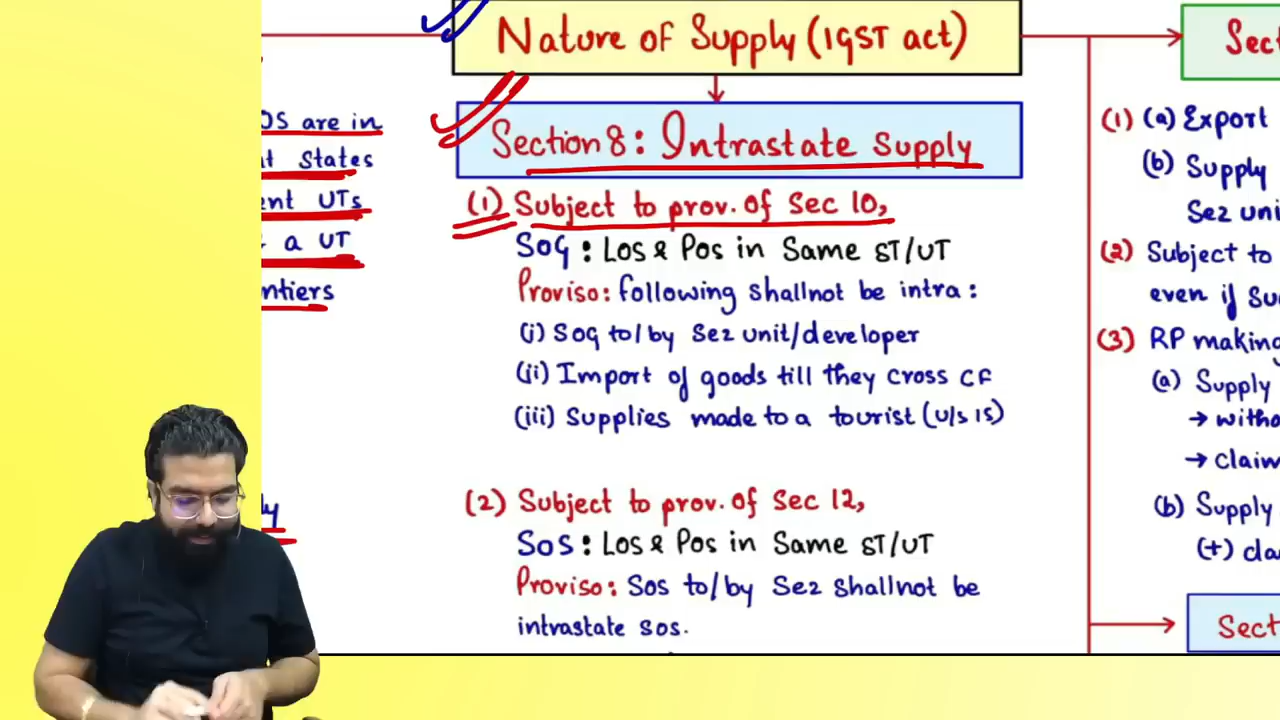 Nature of Supply (IGST act)
OS are in
nt States
ent UTs
a UT
ntiers
Section 8: Intrastate Supply
(1) Subject to prov. of Sec 10,
SoG: LoS & PoS in Same ST/UT
Proviso: following shall not be intra:
(i) SoG to/by SEZ unit/developer
(ii) Import of goods till they cross CF
(iii) Supplies made to a tourist (u/s 15)
(2) Subject to prov. of Sec 12,
SoS: LoS & PoS in Same ST/UT
Proviso: SoS to/by SEZ shall not be
intrastate SoS.
Sec
(1) (a) Export
(b) Supply
SEZ uni
(2) Subject to
even if Su
(3) RP making
(a) Supply
→ witho
→ claim
(b) Supply
(+) cla
Sect